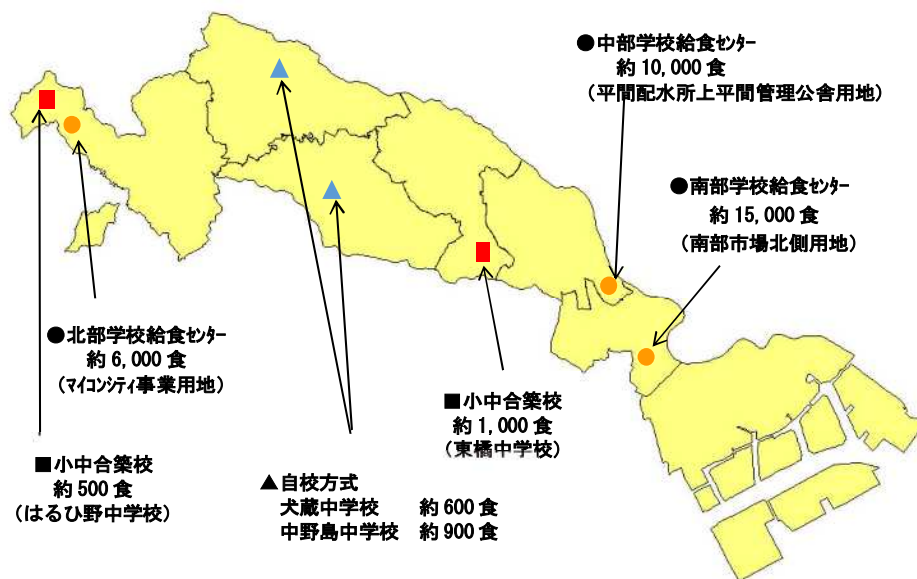 ●中部学校給食センター
約 10,000 食
(平間配水所上平間管理公舎用地)
●南部学校給食センター
約 15,000 食
(南部市場北側用地)
●北部学校給食センター
約 6,000 食
(マイコンシティ事業用地)
■小中合築校
約 1,000 食
(東橘中学校)
■小中合築校
約 500 食
(はるひ野中学校)
▲自校方式
犬蔵中学校 約 600 食
中野島中学校 約 900 食